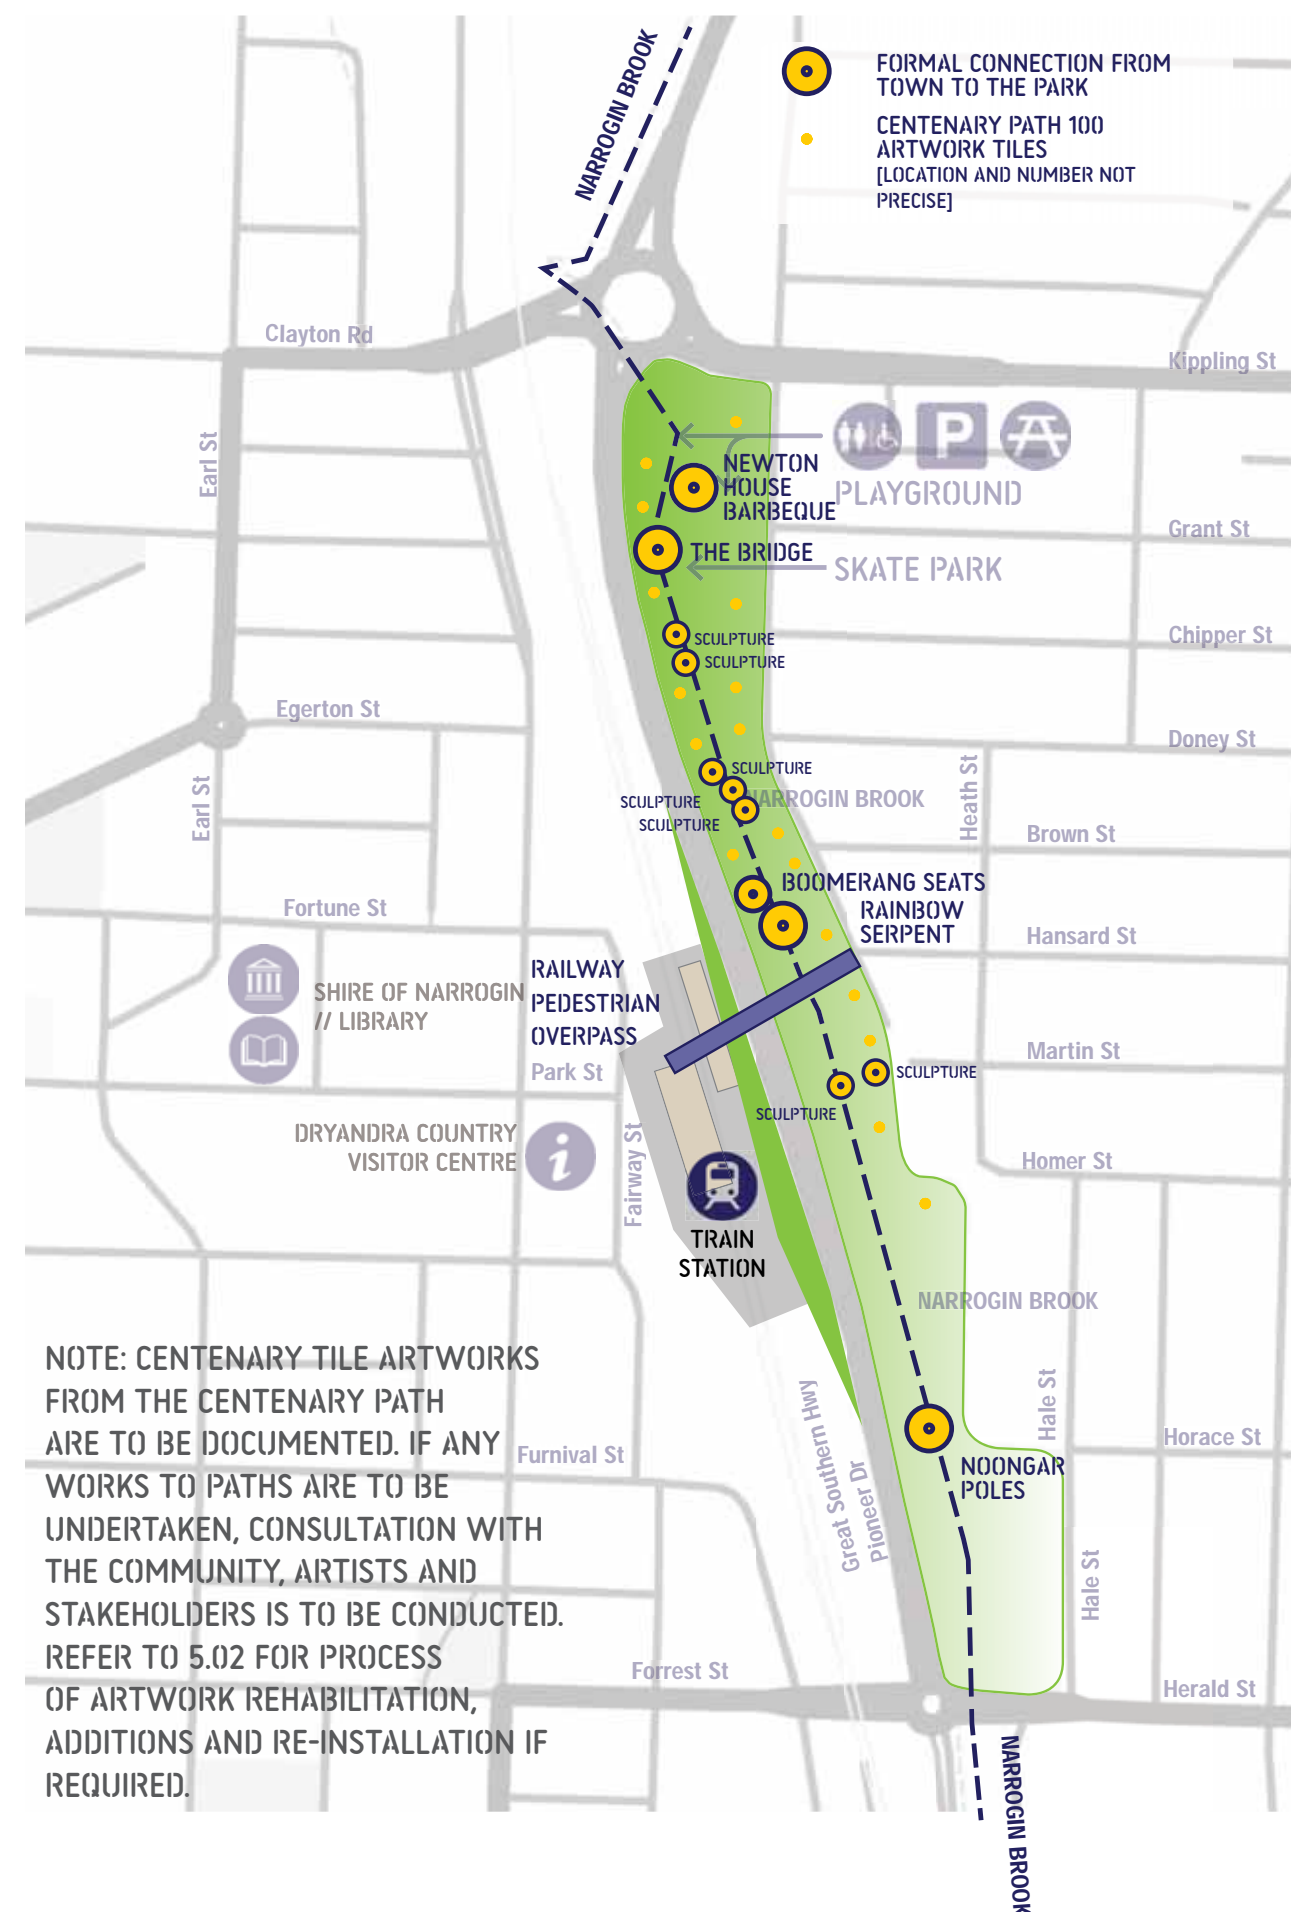 NARROGIN BROOK
FORMAL CONNECTION FROM
TOWN TO THE PARK
CENTENARY PATH 100
ARTWORK TILES
[LOCATION AND NUMBER NOT
PRECISE]
Clayton Rd
Kippling St
Earl St
P
NEWTON
HOUSE
BARBEQUE
PLAYGROUND
Grant St
THE BRIDGE
SKATE PARK
Chipper St
SCULPTURE
SCULPTURE
Egerton St
Doney St
Heath St
Earl St
SCULPTURE
SCULPTURE
SCULPTURE
NARROGIN BROOK
Brown St
BOOMERANG SEATS
RAINBOW
SERPENT
Fortune St
Hansard St
SHIRE OF NARROGIN
// LIBRARY
RAILWAY
PEDESTRIAN
OVERPASS
Park St
Martin St
SCULPTURE
SCULPTURE
DRYANDRA COUNTRY
VISITOR CENTRE
i
Fairway St
Homer St
TRAIN
STATION
NARROGIN BROOK
NOTE: CENTENARY TILE ARTWORKS
FROM THE CENTENARY PATH
ARE TO BE DOCUMENTED. IF ANY
WORKS TO PATHS ARE TO BE
UNDERTAKEN, CONSULTATION WITH
THE COMMUNITY, ARTISTS AND
STAKEHOLDERS IS TO BE CONDUCTED.
REFER TO 5.02 FOR PROCESS
OF ARTWORK REHABILITATION,
ADDITIONS AND RE-INSTALLATION IF
REQUIRED.
Furnival St
Great Southern Hwy
Pioneer Dr
Hale St
Horace St
NOONGAR
POLES
Hale St
Forrest St
Herald St
NARROGIN BROOK